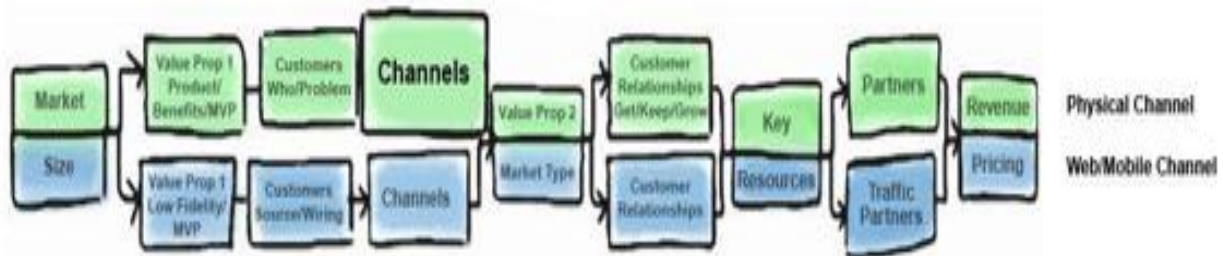 Market
Size
Value Prop 1
Product/
Benefits/MVP
Customers
Who/Problem
Channels
Value Prop 1
Low Fidelity/
MVP
Customers
Source/Wiring
Channels
Value Prop 2
Market Type
Customer
Relationships
Get/Keep/Grow
Customer
Relationships
Key
Resources
Partners
Traffic
Partners
Revenue
Pricing
Physical Channel
Web/Mobile Channel